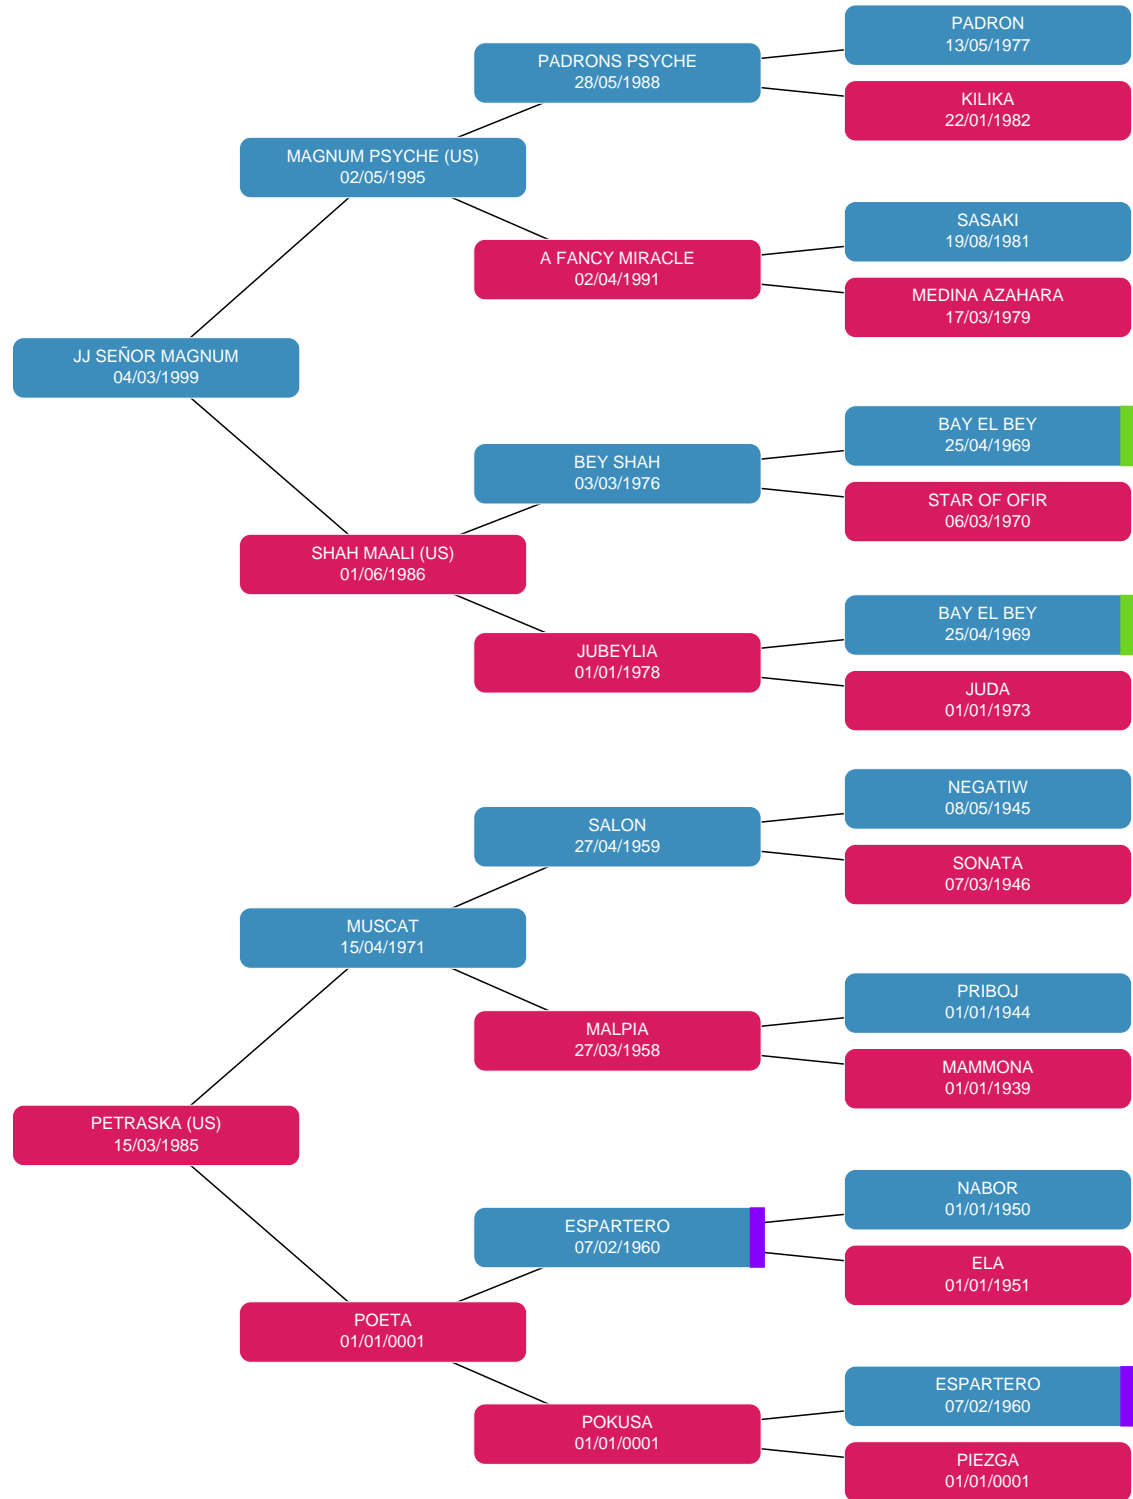 PADRON
13/05/1977
PADRONS PSYCHE
28/05/1988
KILIKA
22/01/1982
MAGNUM PSYCHE (US)
02/05/1995
SASAKI
19/08/1981
A FANCY MIRACLE
02/04/1991
MEDINA AZAHARA
17/03/1979
JJ SEÑOR MAGNUM
04/03/1999
BAY EL BEY
25/04/1969
BEY SHAH
03/03/1976
STAR OF OFIR
06/03/1970
SHAH MAALI (US)
01/06/1986
BAY EL BEY
25/04/1969
JUBEYLIA
01/01/1978
JUDA
01/01/1973
NEGATIW
08/05/1945
SALON
27/04/1959
SONATA
07/03/1946
MUSCAT
15/04/1971
PRIBOJ
01/01/1944
MALPIA
27/03/1958
MAMMONA
01/01/1939
PETRASKA (US)
15/03/1985
NABOR
01/01/1950
ESPARTERO
07/02/1960
ELA
01/01/1951
POETA
01/01/0001
ESPARTERO
07/02/1960
POKUSA
01/01/0001
PIEZGA
01/01/0001